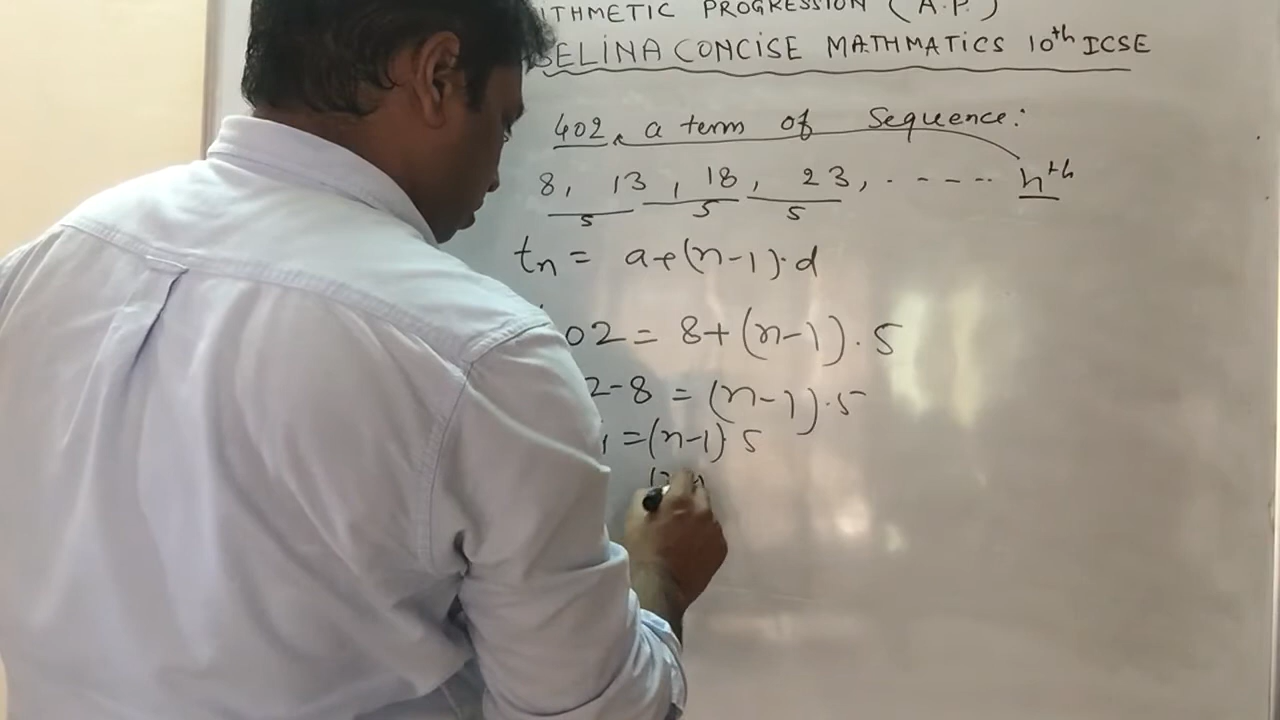 ITHMETIC PROGRESSION (A.P.)
SELINA CONCISE MATHMATICS 10th ICSE
402, a term of Sequence:
8, 13, 18, 23, ..---.. nth
5 5 5
tn = a+(n-1).d
02 = 8+(n-1).5
2-8 = (n-1).5
=(n-1) 5